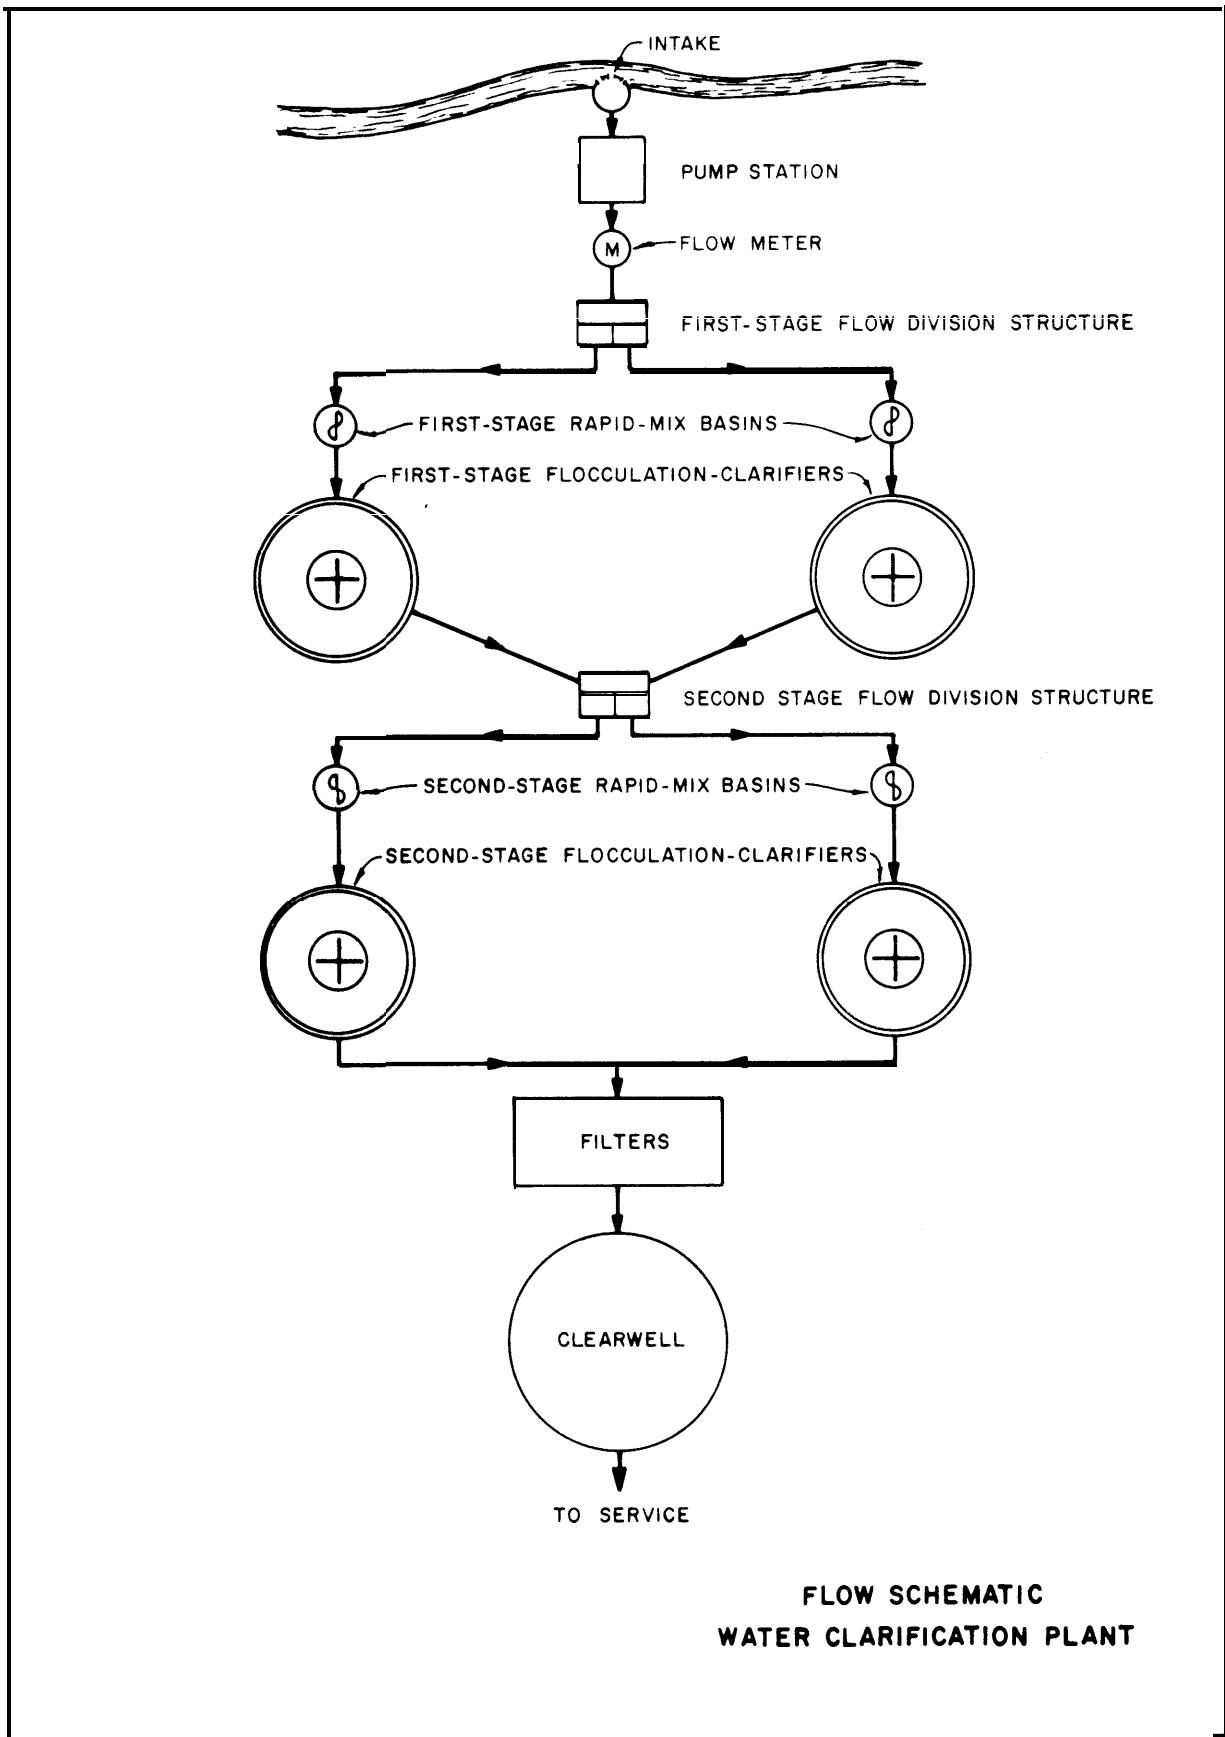 INTAKE
PUMP STATION
M
FLOW METER
FIRST-STAGE FLOW DIVISION STRUCTURE
FIRST-STAGE RAPID-MIX BASINS
FIRST-STAGE FLOCCULATION-CLARIFIERS
SECOND STAGE FLOW DIVISION STRUCTURE
SECOND-STAGE RAPID-MIX BASINS
SECOND-STAGE FLOCCULATION-CLARIFIERS
FILTERS
CLEARWELL
TO SERVICE
FLOW SCHEMATIC
WATER CLARIFICATION PLANT